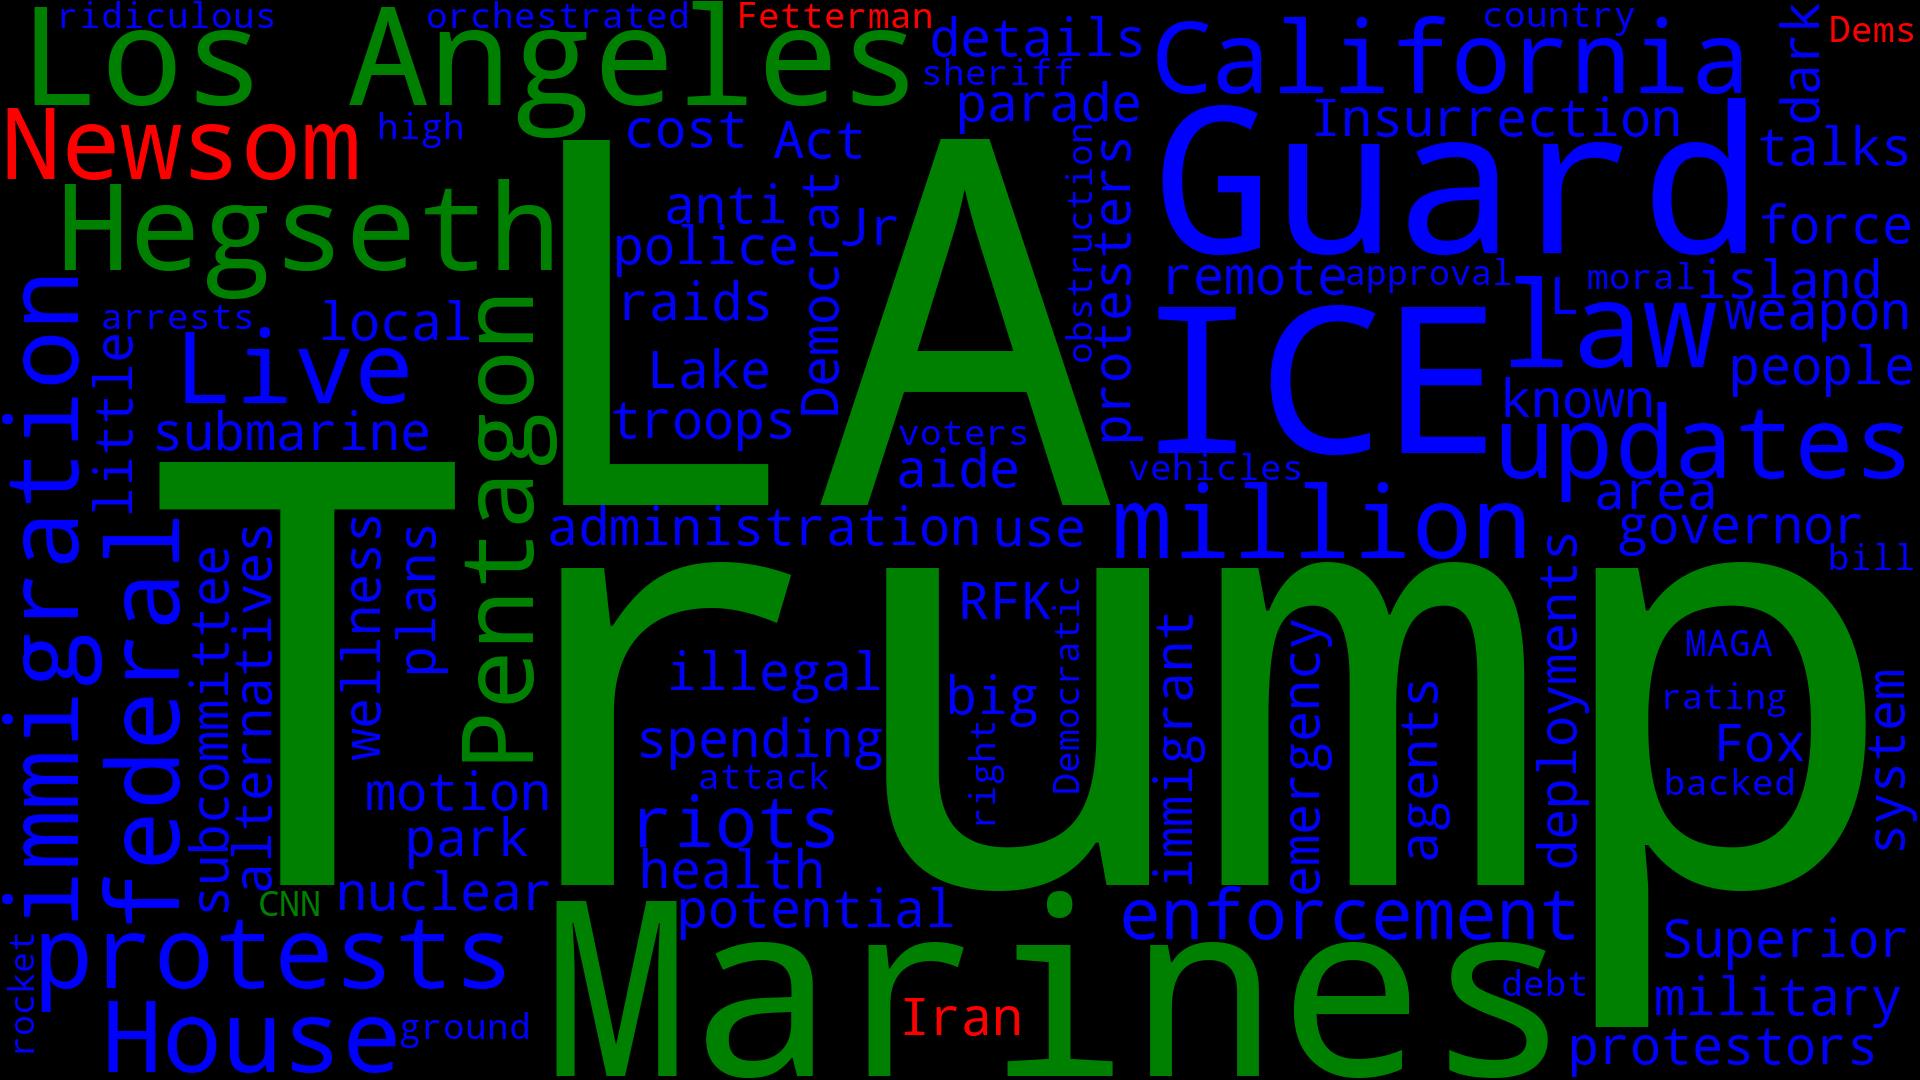 ridiculous
orchestrated
Fetterman
country
Dems
Los Angeles
details
California
dark
sheriff
parade
Newsom
high
cost
Act
Insurrection
talks
Guard
LA
Hegseth
anti
Jr
police
Democrat
obstruction
protesters
force
raids
remote
approval
moral
island
L
law
weapon
immigration
arrests
local
little
Live
Pentagon
Lake
ICE
people
known
submarine
troops
voters
aide
vehicles
updates
area
Trump
federal
administration
use
million
governor
bill
subcommittee
alternatives
wellness
plans
RFK
Democratic
illegal
big
immigrant
emergency
agents
deployments
MAGA
rating
Fox
backed
system
spending
right
attack
motion
riots
park
health
CNN
nuclear
potential
enforcement
Marines
protests
Superior
rocket
Iran
debt
military
House
ground
protestors